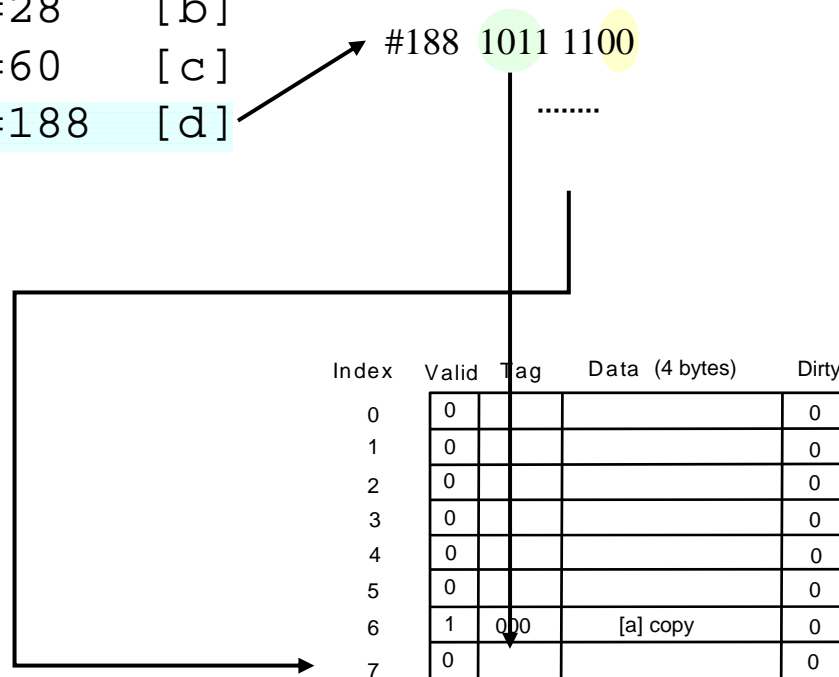 #28 [b]
#60 [c]
#188 [d]
#188 1011 1100
........
Index Valid Tag Data (4 bytes) Dirty
0 0 0
1 0 0
2 0 0
3 0 0
4 0 0
5 0 0
6 1 000 [a] copy 0
7 0 0